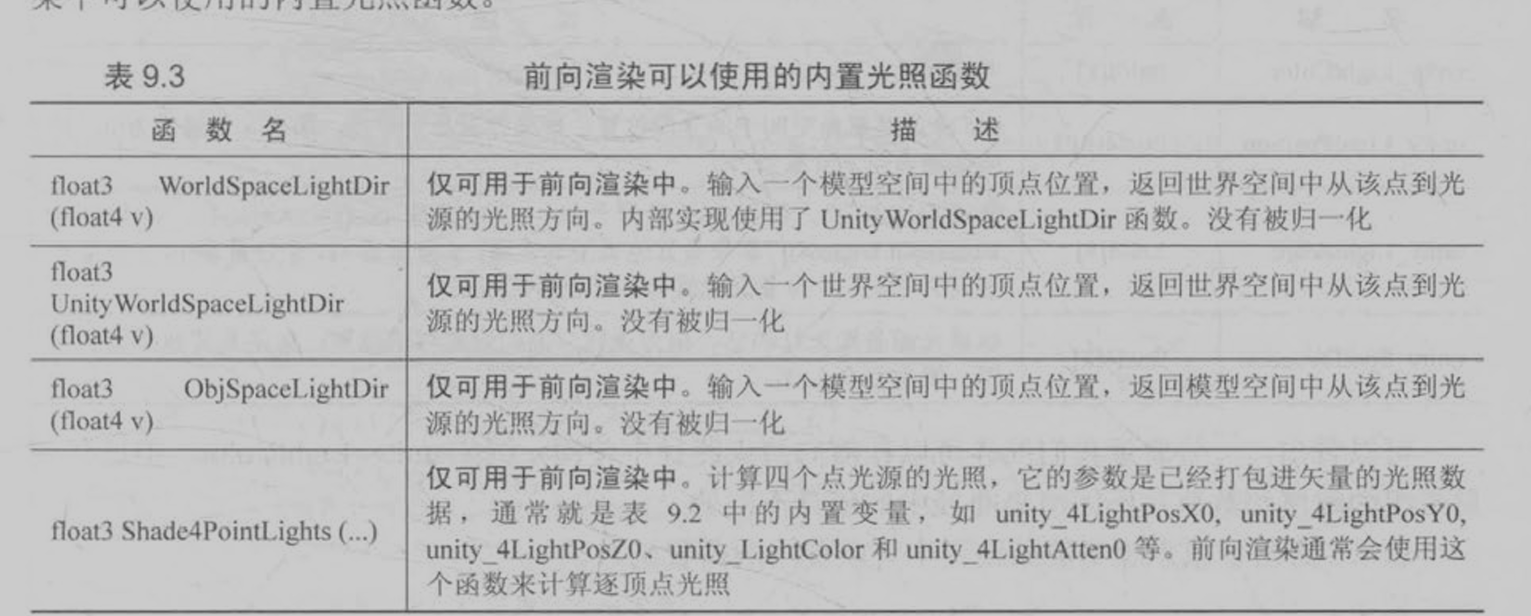 可以使用的内置光照函数。
表 9.3 前向渲染可以使用的内置光照函数
函 数 名 描 述
float3 WorldSpaceLightDir (float4 v)
仅可用于前向渲染中。输入一个模型空间中的顶点位置，返回世界空间中从该点到光
源的光照方向。内部实现使用了 UnityWorldSpaceLightDir 函数。没有被归一化
float3
UnityWorldSpaceLightDir
(float4 v)
仅可用于前向渲染中。输入一个世界空间中的顶点位置，返回世界空间中从该点到光
源的光照方向。没有被归一化
float3 ObjSpaceLightDir
(float4 v)
仅可用于前向渲染中。输入一个模型空间中的顶点位置，返回模型空间中从该点到光
源的光照方向。没有被归一化
float3 Shade4PointLights (...)
仅可用于前向渲染中。计算四个点光源的光照，它的参数是已经打包进矢量的光照数
据，通常就是表 9.2 中的内置变量，如 unity_4LightPosX0, unity_4LightPosY0,
unity_4LightPosZ0、unity_LightColor 和 unity_4LightAtten0 等。前向渲染通常会使用这
个函数来计算逐顶点光照